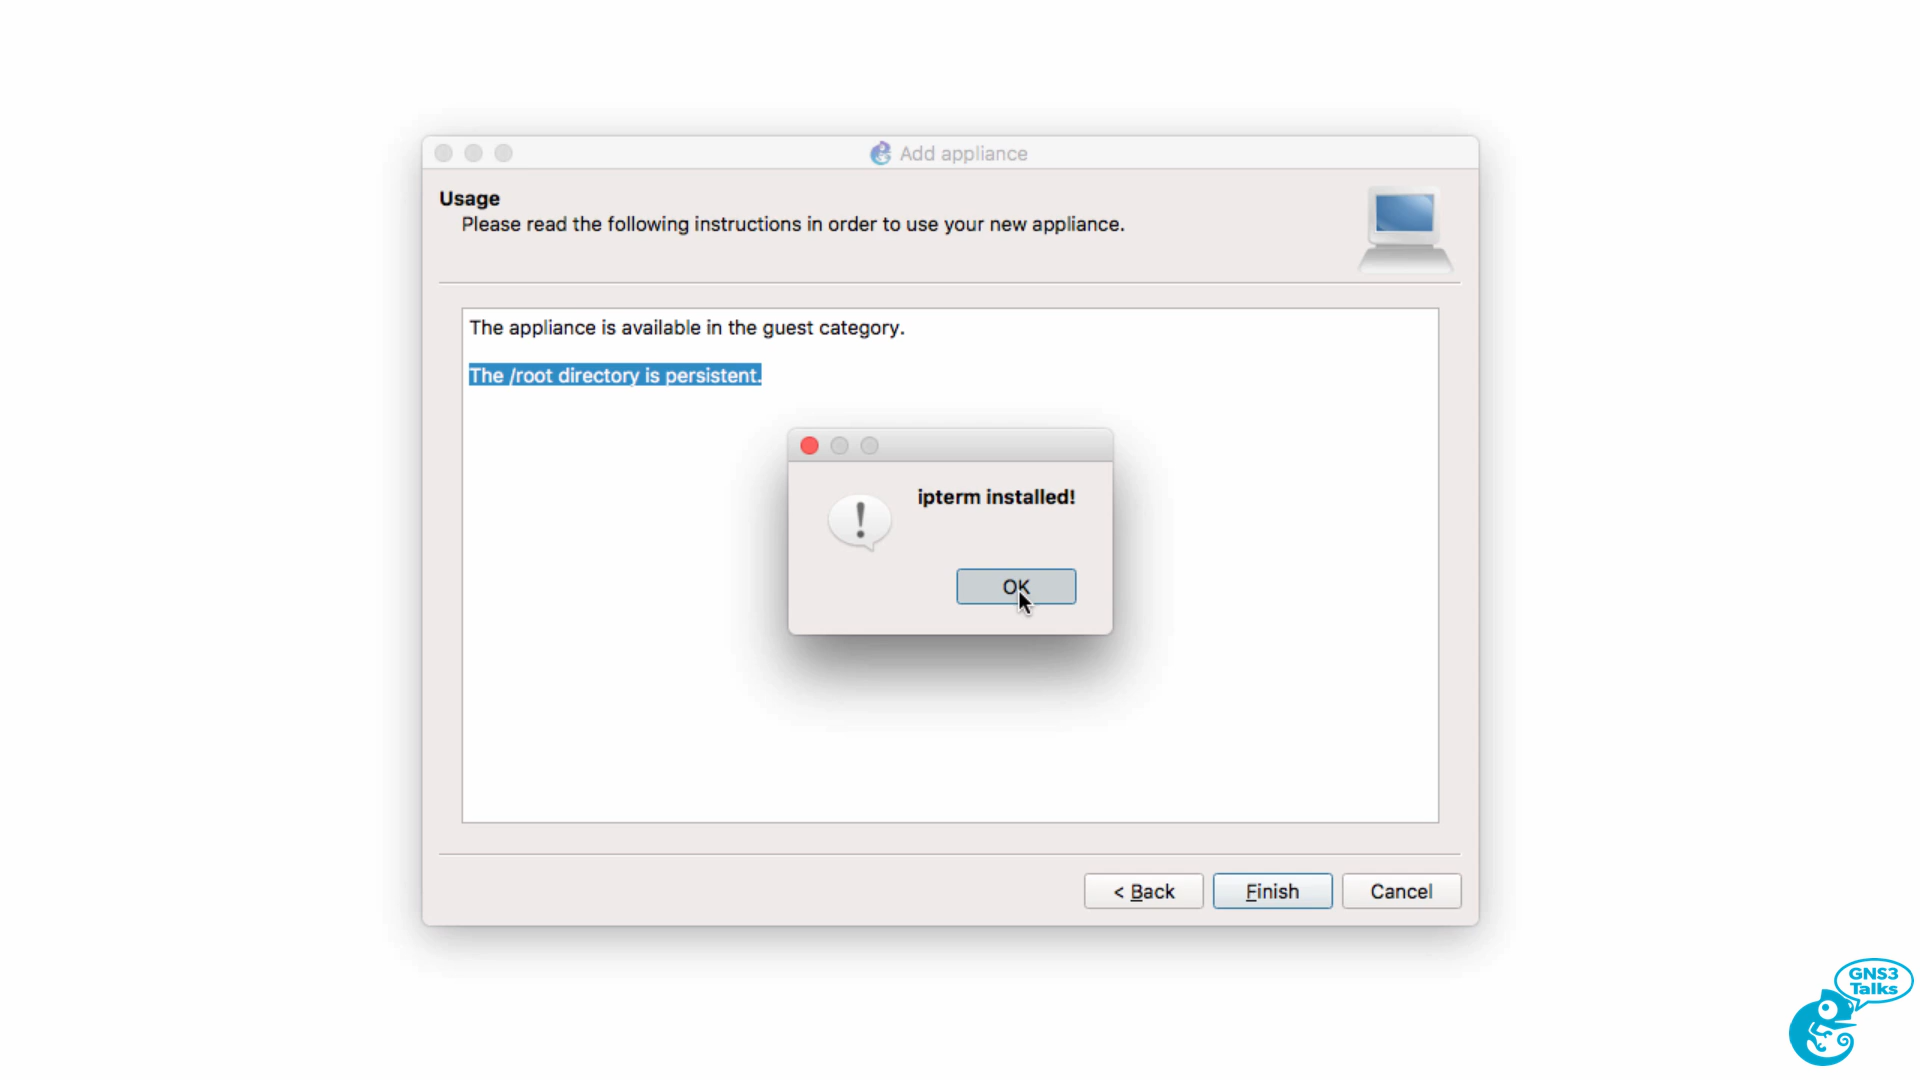 Add appliance
Usage
Please read the following instructions in order to use your new appliance.
The appliance is available in the guest category.
The /root directory is persistent.
ipterm installed!
OK
< Back
Finish
Cancel
GNS3
Talks